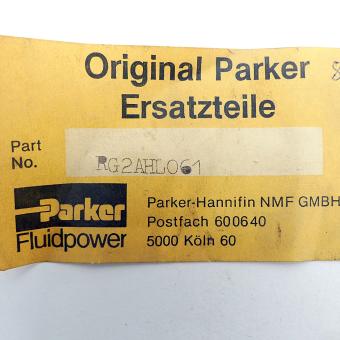 Original Parker
Ersatzteile
Part
No. RG2AHL061
Parker
Fluidpower
Parker-Hannifin NMF GMBH
Postfach 600640
5000 Köln 60